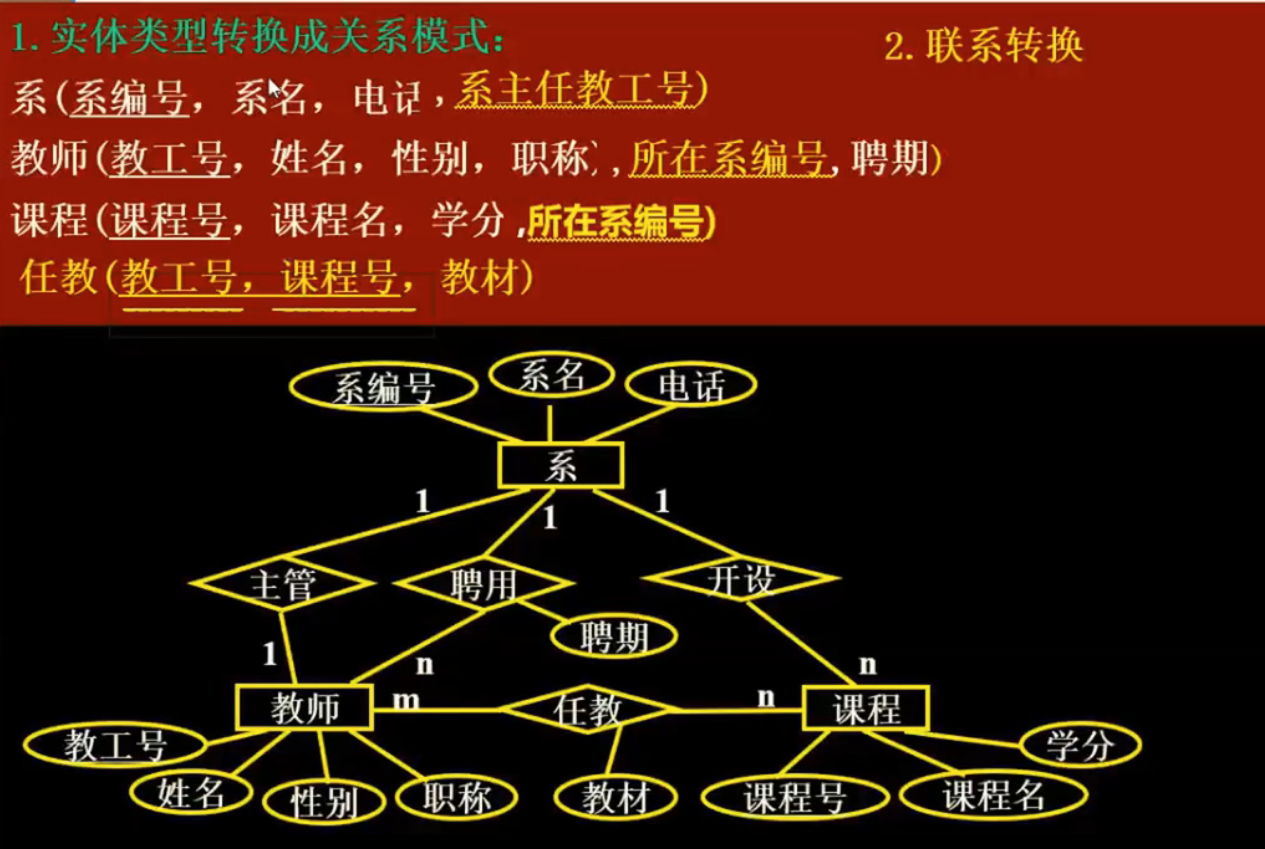 1.实体类型转换成关系模式：
2.联系转换
系(系编号，系名，电话,系主任教工号)
教师(教工号，姓名，性别，职称),所在系编号,聘期)
课程(课程号，课程名，学分,所在系编号)
任教(教工号，课程号，教材)
系编号 系名 电话
系
1 1 1
主管 聘用 开设
聘期
1 n n
教师 m 任教 n 课程
教工号 学分
姓名 性别 职称 教材 课程号 课程名